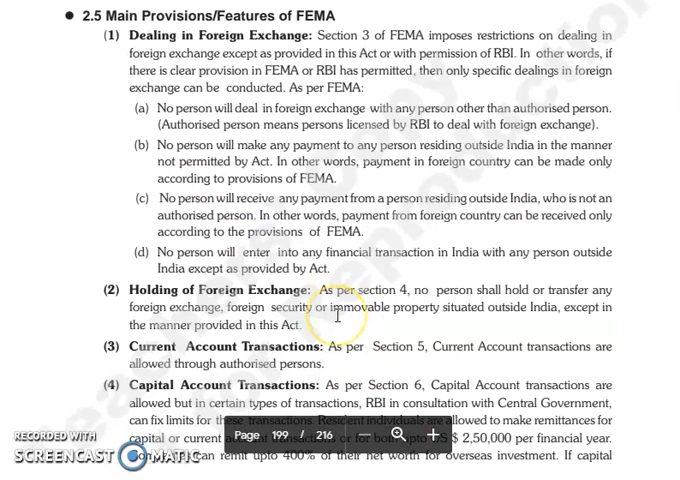 ● 2.5 Main Provisions/Features of FEMA
(1) Dealing in Foreign Exchange: Section 3 of FEMA imposes restrictions on dealing in
foreign exchange except as provided in this Act or with permission of RBI. In other words, if
there is clear provision in FEMA or RBI has permitted, then only specific dealings in foreign
exchange can be conducted. As per FEMA:
(a) No person will deal in foreign exchange with any person other than authorised person.
(Authorised person means persons licensed by RBI to deal with foreign exchange).
(b) No person will make any payment to any person residing outside India in the manner
not permitted by Act. In other words, payment in foreign country can be made only
according to provisions of FEMA.
(c) No person will receive any payment from a person residing outside India, who is not an
authorised person. In other words, payment from foreign country can be received only
according to the provisions of FEMA.
(d) No person will enter into any financial transaction in India with any person outside
India except as provided by Act.
(2) Holding of Foreign Exchange: As per section 4, no person shall hold or transfer any
foreign exchange, foreign security or immovable property situated outside India, except in
the manner provided in this Act.
(3) Current Account Transactions: As per Section 5, Current Account transactions are
allowed through authorised persons.
(4) Capital Account Transactions: As per Section 6, Capital Account transactions are
allowed but in certain types of transactions, RBI in consultation with Central Government,
can fix limits for these transactions. Resident individuals are allowed to make remittances for
capital or current account transactions or for both upto US $ 2,50,000 per financial year.
can remit upto 400% of their net worth for overseas investment. If capital
Page 199 / 216
RECORDED WITH
SCREENCAST MATIC